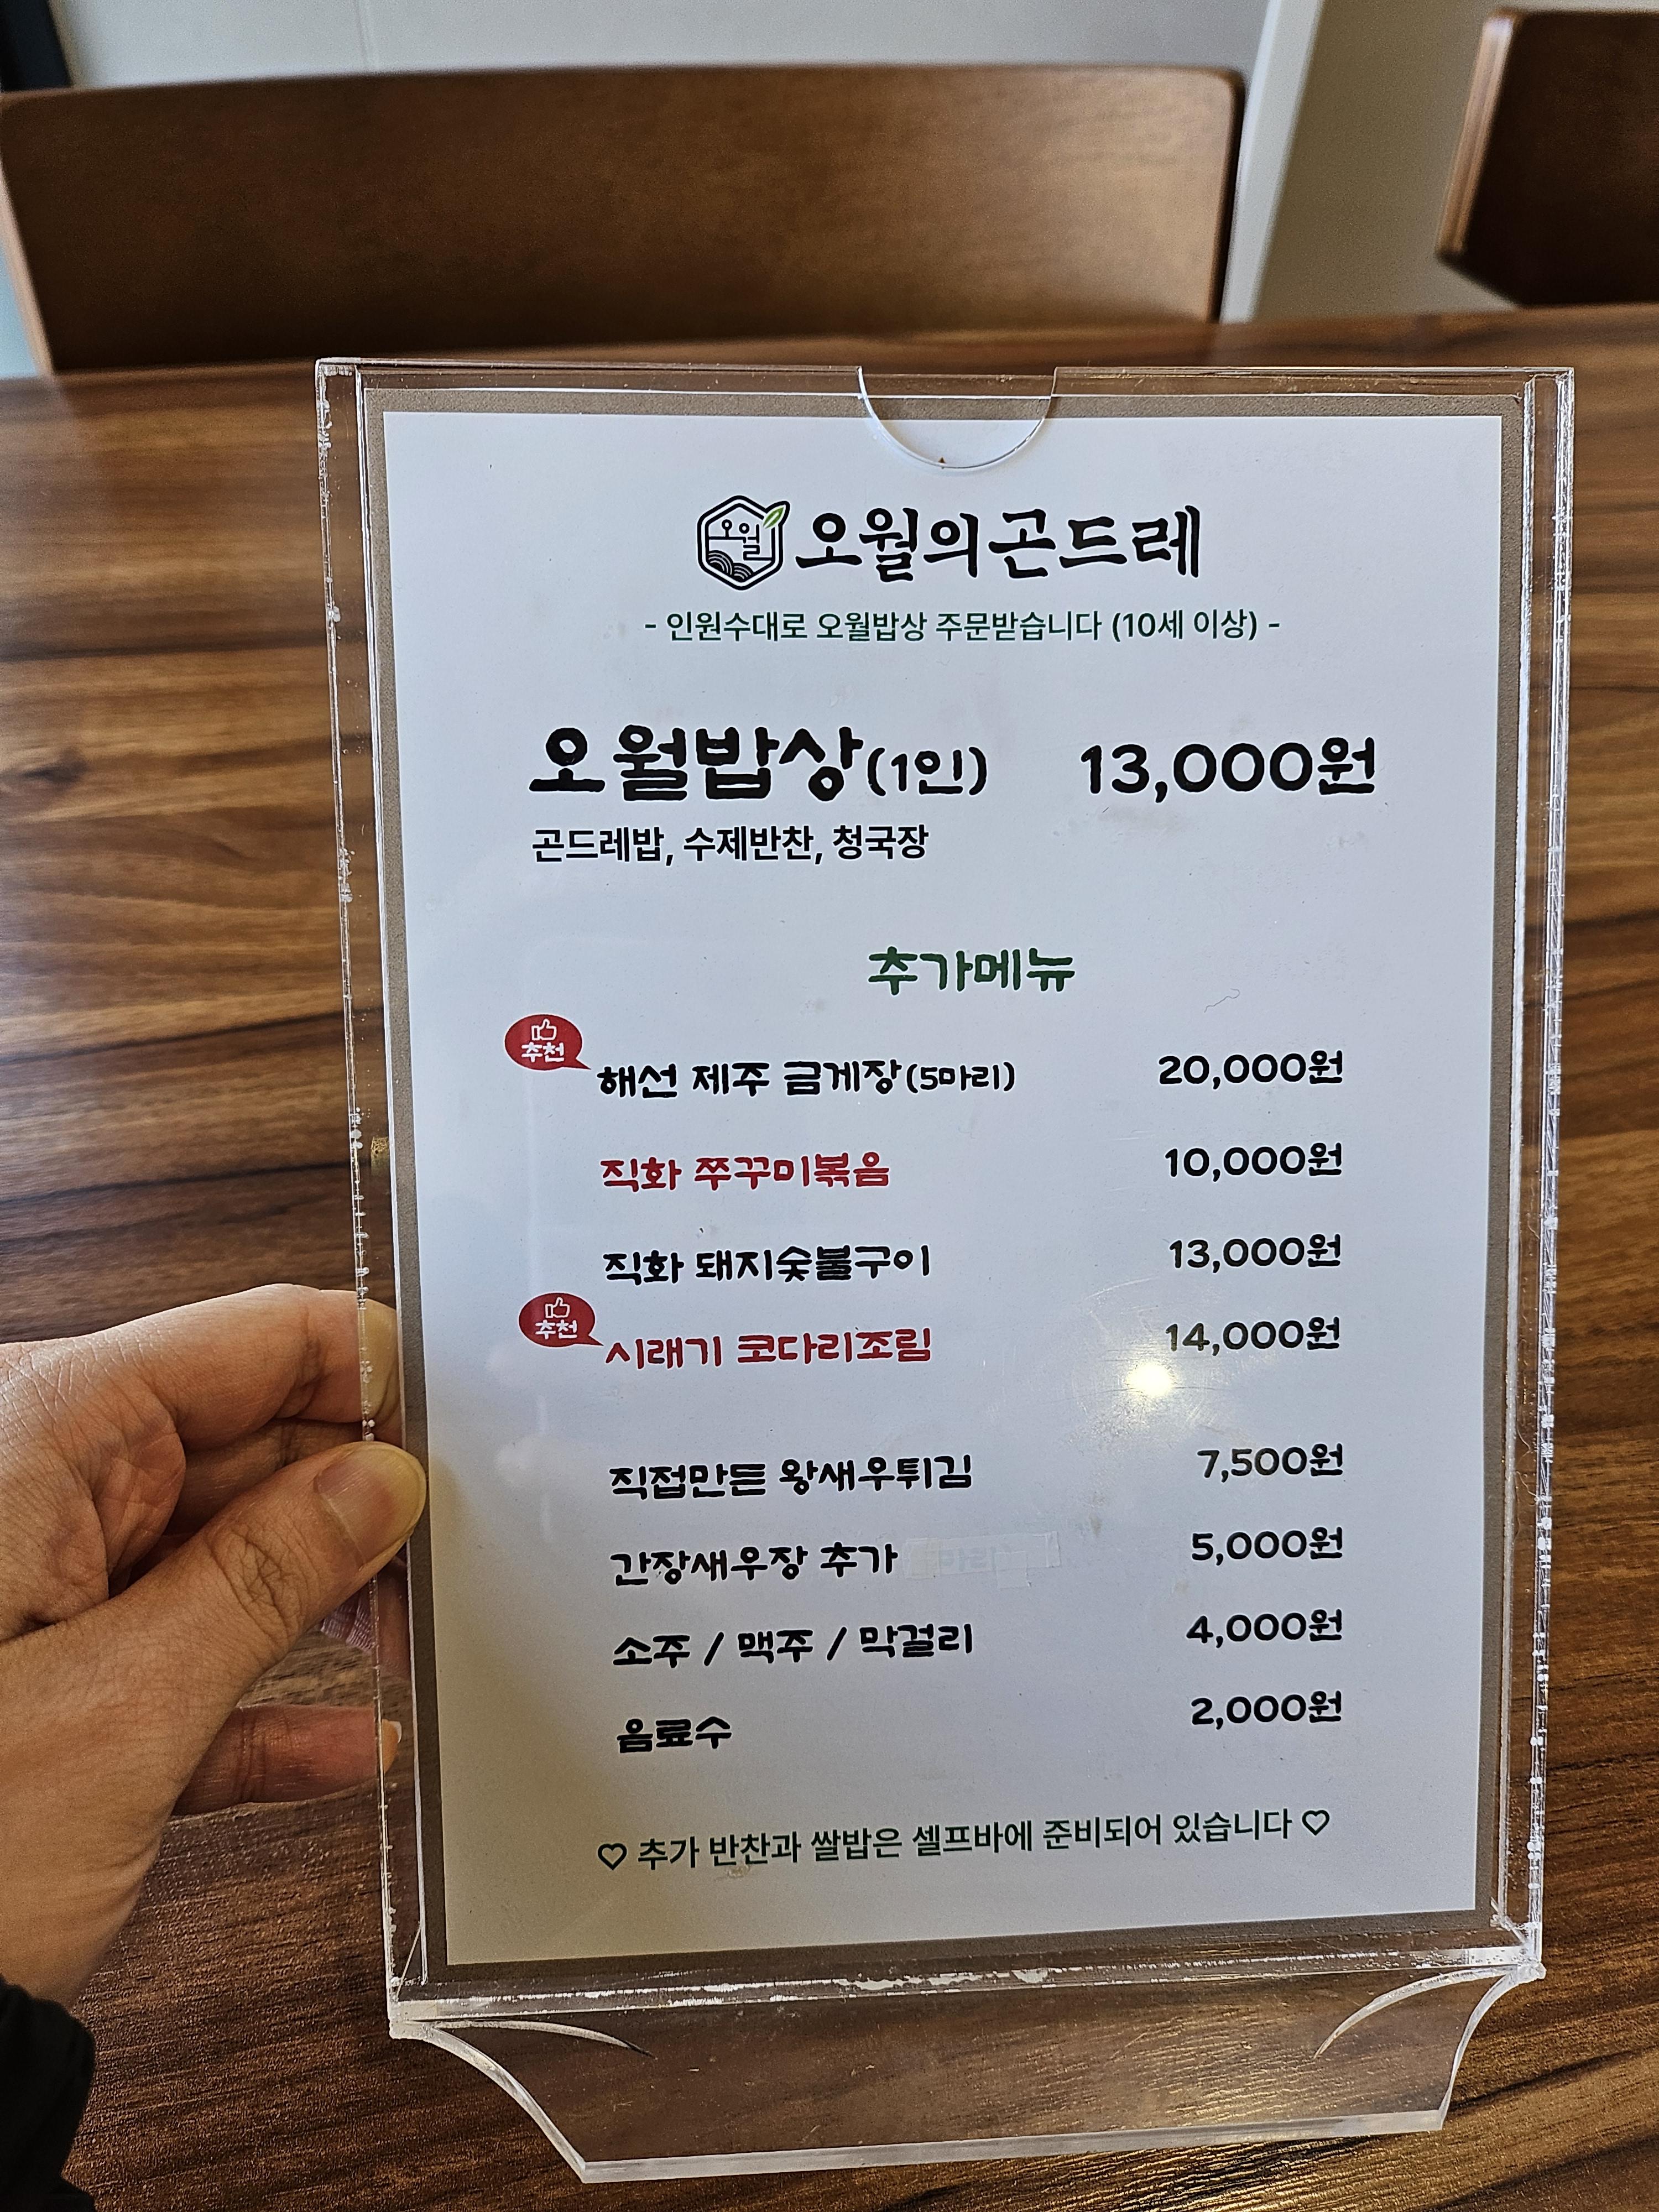 오월 오월의곤드레
- 인원수대로 오월밥상 주문받습니다 (10세 이상) -
오월밥상(1인) 13,000원
곤드레밥, 수제반찬, 청국장
추가메뉴
추천
해선 제주 금게장(5마리) 20,000원
직화 쭈꾸미볶음 10,000원
직화 돼지숯불구이 13,000원
추천
시래기 코다리조림 14,000원
직접만든 왕새우튀김 7,500원
간장새우장 추가 5,000원
소주 / 맥주 / 막걸리 4,000원
음료수 2,000원
♡ 추가 반찬과 쌀밥은 셀프바에 준비되어 있습니다 ♡